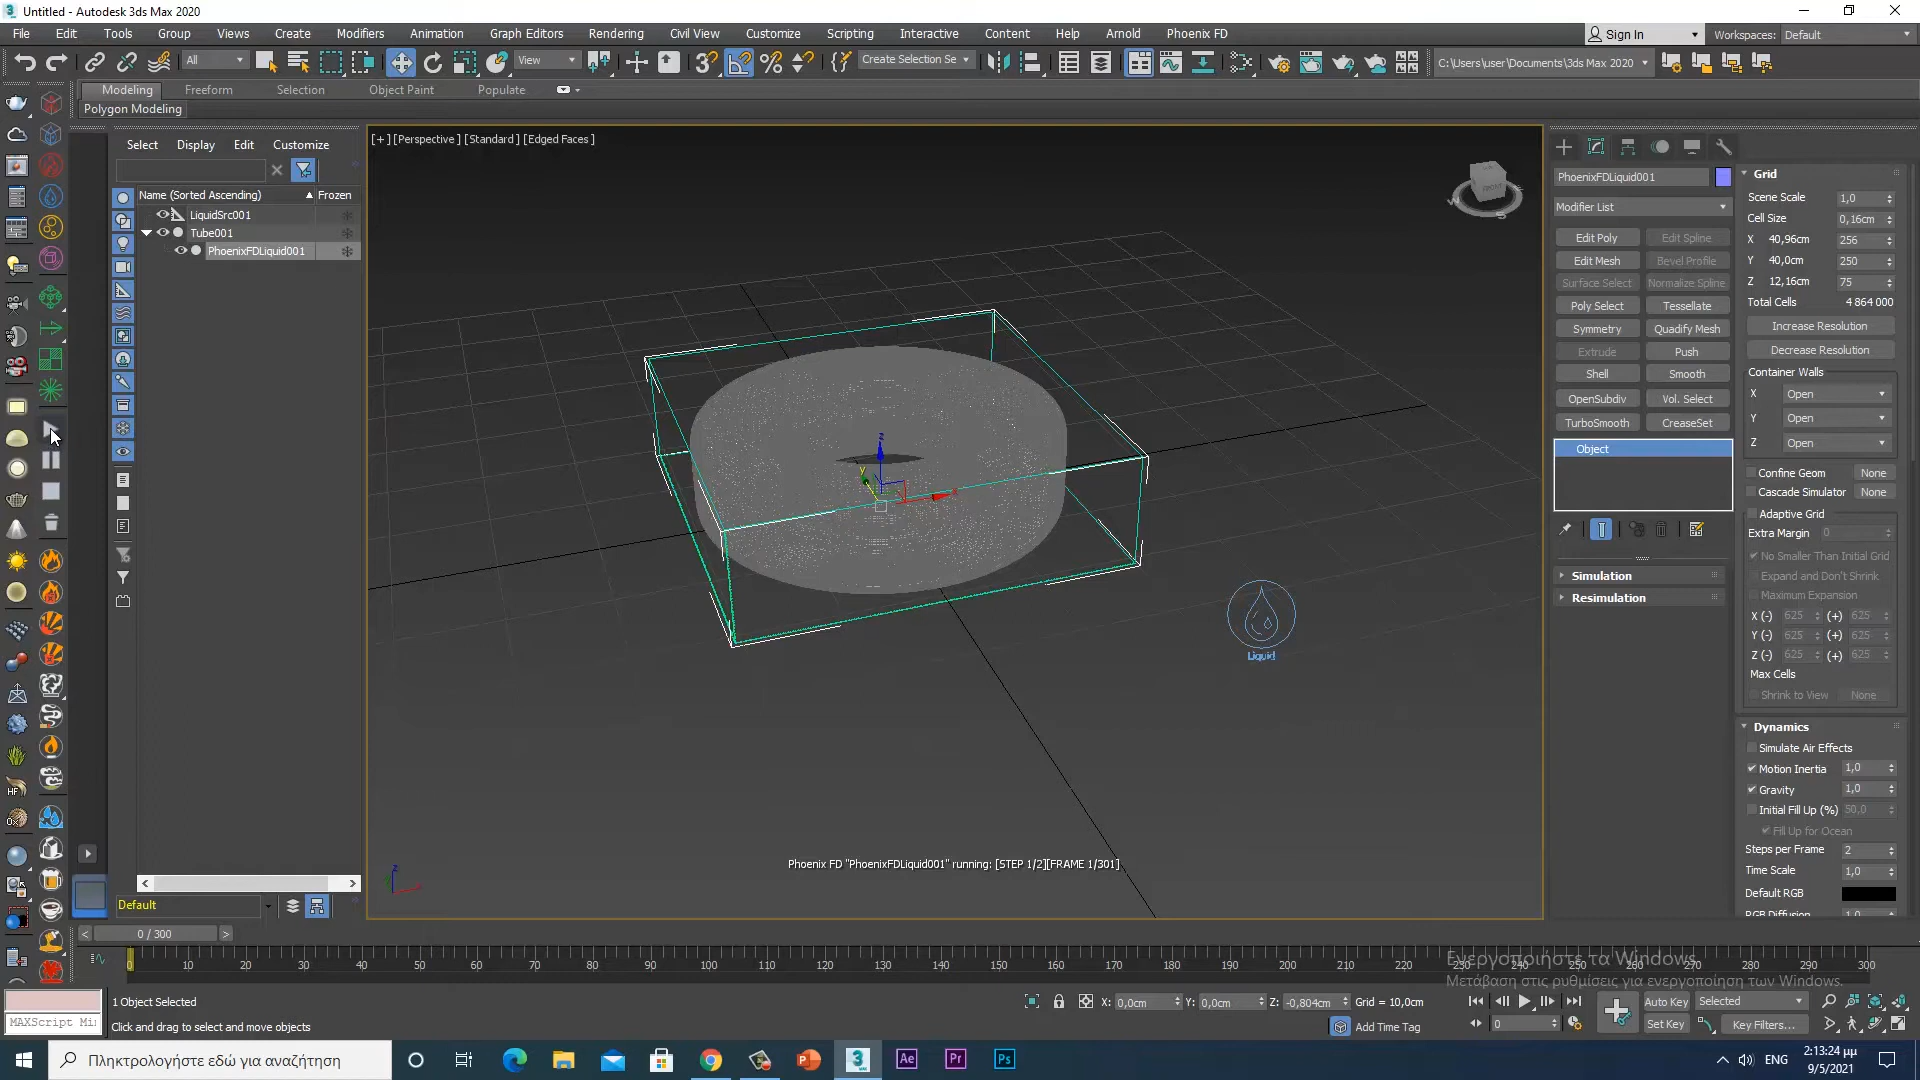 Untitled - Autodesk 3ds Max 2020
File Edit Tools Group Views Create Modifiers Animation Graph Editors Rendering Civil View Customize Scripting Interactive Content Help Arnold Phoenix FD Sign In Workspaces: Default
All View Create Selection Se C:\Users\user\Documents\3ds Max 2020
Modeling Freeform Selection Object Paint Populate
Polygon Modeling
Select Display Edit Customize
Name (Sorted Ascending) Frozen
LiquidSrc001
Tube001
PhoenixFDLiquid001
Default
[+] [Perspective ] [Standard ] [Edged Faces ]
FRONT
W
S
z
y
x
Liquid
Phoenix FD "PhoenixFDLiquid001" running: [STEP 1/2][FRAME 1/301]
PhoenixFDLiquid001
Modifier List
Edit Poly Edit Spline
Edit Mesh Bevel Profile
Surface Select Normalize Spline
Poly Select Tessellate
Symmetry Quadify Mesh
Extrude Push
Shell Smooth
OpenSubdiv Vol. Select
TurboSmooth CreaseSet
Object
Simulation
Resimulation
Grid
Scene Scale 1,0
Cell Size 0,16cm
X 40,96cm 256
Y 40,0cm 250
Z 12,16cm 75
Total Cells 4 864 000
Increase Resolution
Decrease Resolution
Container Walls
X Open
Y Open
Z Open
Confine Geom None
Cascade Simulator None
Adaptive Grid
Extra Margin 0
No Smaller Than Initial Grid
Expand and Don't Shrink
Maximum Expansion
X (-) 625 (+) 625
Y (-) 625 (+) 625
Z (-) 625 (+) 625
Max Cells
Shrink to View None
Dynamics
Simulate Air Effects
Motion Inertia 1,0
Gravity 1,0
Initial Fill Up (%) 50,0
Fill Up for Ocean
Steps per Frame 2
Time Scale 1,0
Default RGB
RGB Diffusion 1,0
< 0 / 300 >
0 10 20 30 40 50 60 70 80 90 100 110 120 130 140 150 160 170 180 190 200 210 220 230 240 250 260 270 280 290 300
Ενεργοποιήστε τα Windows
Μετάβαση στις ρυθμίσεις για ενεργοποίηση των Windows.
1 Object Selected
Click and drag to select and move objects
MAXScript Mi
X: 0,0cm Y: 0,0cm Z: -0,804cm Grid = 10,0cm
Add Time Tag
0
Auto Key Selected
Set Key Key Filters...
Πληκτρολογήστε εδώ για αναζήτηση
Ae Pr Ps
ENG
2:13:24 μμ
9/5/2021